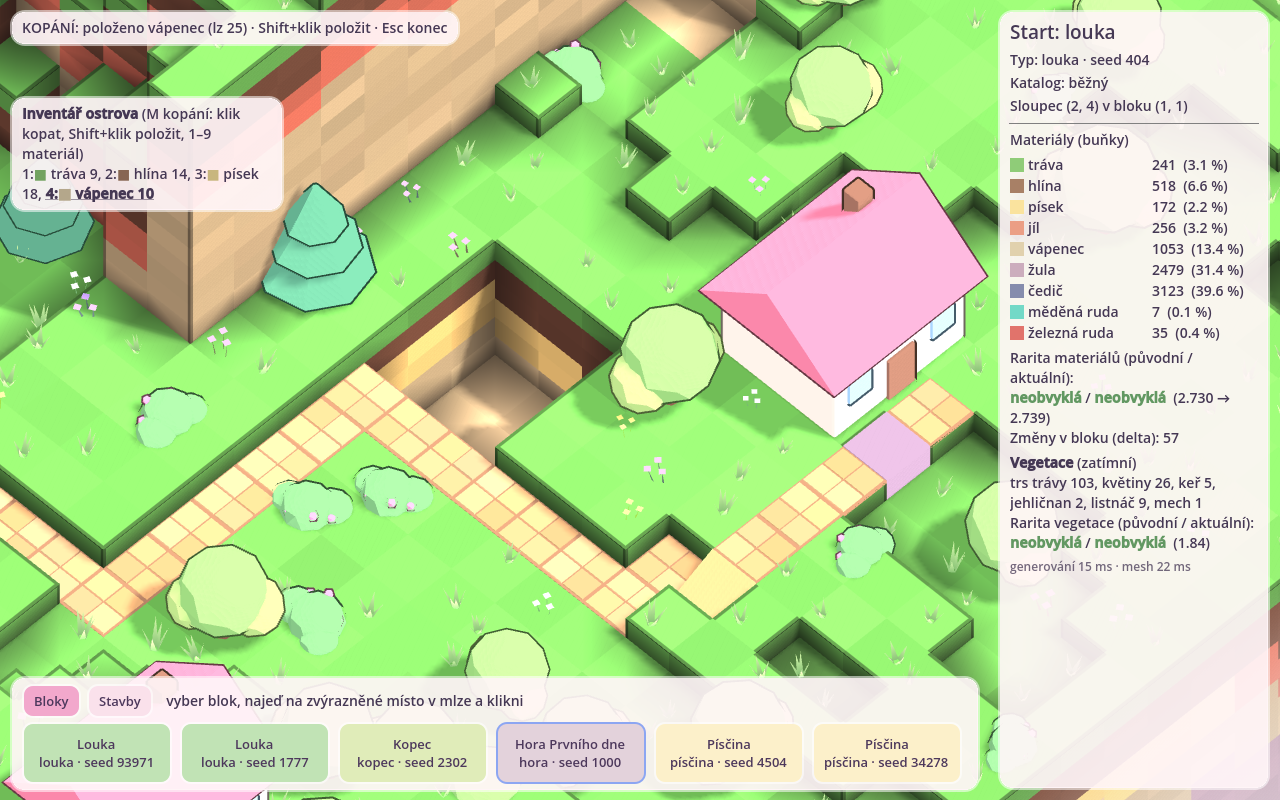 KOPÁNÍ: položeno vápenec (lz 25) · Shift+klik položit · Esc konec
Inventář ostrova (M kopání: klik
kopat, Shift+klik položit, 1–9
materiál)
1: tráva 9, 2: hlína 14, 3: písek
18, 4: vápenec 10
Start: louka
Typ: louka · seed 404
Katalog: běžný
Sloupec (2, 4) v bloku (1, 1)
Materiály (buňky)
tráva 241 (3.1 %)
hlína 518 (6.6 %)
písek 172 (2.2 %)
jíl 256 (3.2 %)
vápenec 1053 (13.4 %)
žula 2479 (31.4 %)
čedič 3123 (39.6 %)
měděná ruda 7 (0.1 %)
železná ruda 35 (0.4 %)
Rarita materiálů (původní /
aktuální):
neobvyklá / neobvyklá (2.730 →
2.739)
Změny v bloku (delta): 57
Vegetace (zatímní)
trs trávy 103, květiny 26, keř 5,
jehličnan 2, listnáč 9, mech 1
Rarita vegetace (původní / aktuální):
neobvyklá / neobvyklá (1.84)
generování 15 ms · mesh 22 ms
Bloky Stavby vyber blok, najeď na zvýrazněné místo v mlze a klikni
Louka
louka · seed 93971
Louka
louka · seed 1777
Kopec
kopec · seed 2302
Hora Prvního dne
hora · seed 1000
Písčina
písčina · seed 4504
Písčina
písčina · seed 34278